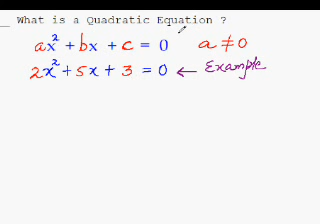 What is a Quadratic Equation ?
ax² + bx + c = 0 a ≠ 0
2x² + 5x + 3 = 0 ← Example